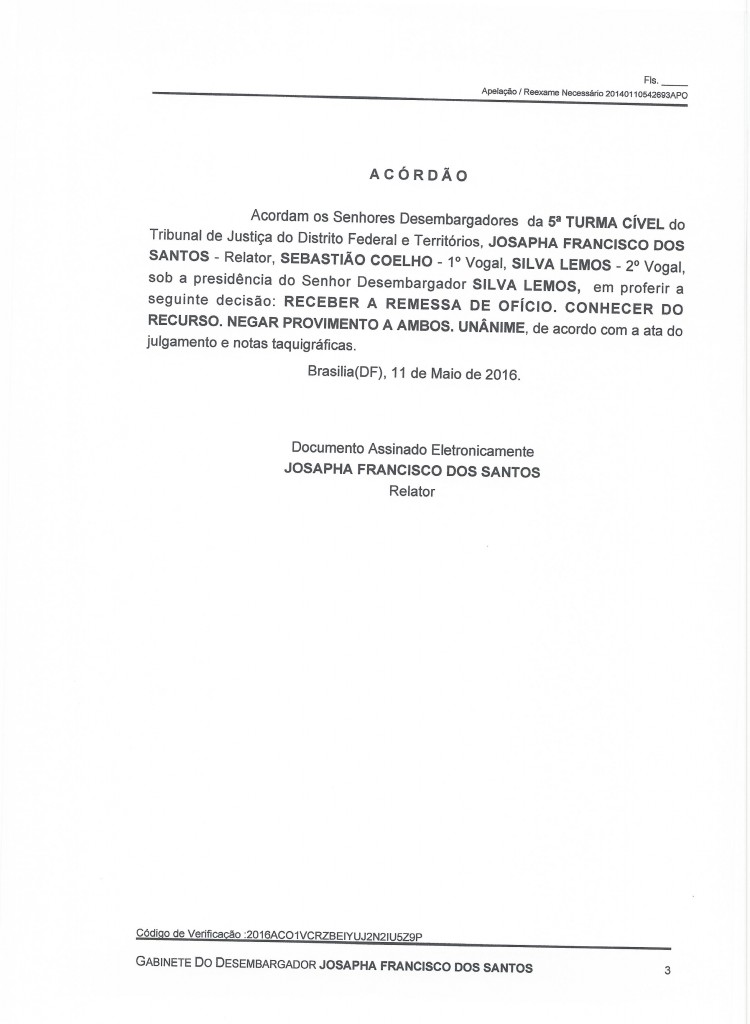 Fls. _____
Apelação / Reexame Necessário 20140110542693APO
A C Ó R D Ã O
Acordam os Senhores Desembargadores da 5ª TURMA CÍVEL do
Tribunal de Justiça do Distrito Federal e Territórios, JOSAPHA FRANCISCO DOS
SANTOS - Relator, SEBASTIÃO COELHO - 1º Vogal, SILVA LEMOS - 2º Vogal,
sob a presidência do Senhor Desembargador SILVA LEMOS, em proferir a
seguinte decisão: RECEBER A REMESSA DE OFÍCIO. CONHECER DO
RECURSO. NEGAR PROVIMENTO A AMBOS. UNÂNIME, de acordo com a ata do
julgamento e notas taquigráficas.
Brasilia(DF), 11 de Maio de 2016.
Documento Assinado Eletronicamente
JOSAPHA FRANCISCO DOS SANTOS
Relator
Código de Verificação :2016ACO1VCRZBEIYUJ2N2IU5Z9P
GABINETE DO DESEMBARGADOR JOSAPHA FRANCISCO DOS SANTOS 3